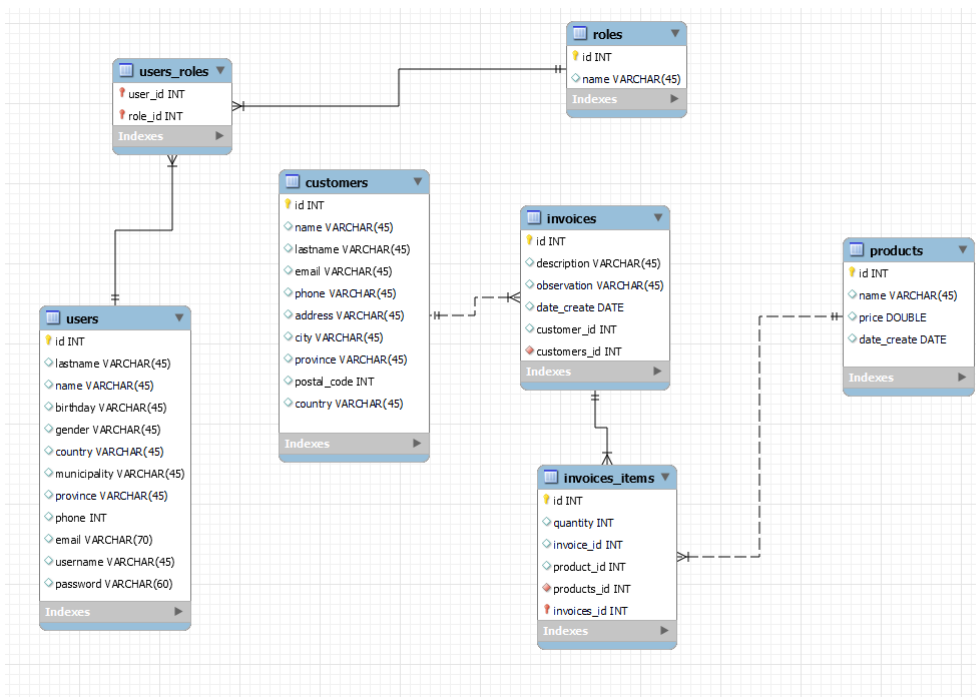 roles
id INT
name VARCHAR(45)
Indexes
users_roles
user_id INT
role_id INT
Indexes
customers
id INT
name VARCHAR(45)
lastname VARCHAR(45)
email VARCHAR(45)
phone VARCHAR(45)
address VARCHAR(45)
city VARCHAR(45)
province VARCHAR(45)
postal_code INT
country VARCHAR(45)
Indexes
invoices
id INT
description VARCHAR(45)
observation VARCHAR(45)
date_create DATE
customer_id INT
customers_id INT
Indexes
products
id INT
name VARCHAR(45)
price DOUBLE
date_create DATE
Indexes
users
id INT
lastname VARCHAR(45)
name VARCHAR(45)
birthday VARCHAR(45)
gender VARCHAR(45)
country VARCHAR(45)
municipality VARCHAR(45)
province VARCHAR(45)
phone INT
email VARCHAR(70)
username VARCHAR(45)
password VARCHAR(60)
Indexes
invoices_items
id INT
quantity INT
invoice_id INT
product_id INT
products_id INT
invoices_id INT
Indexes